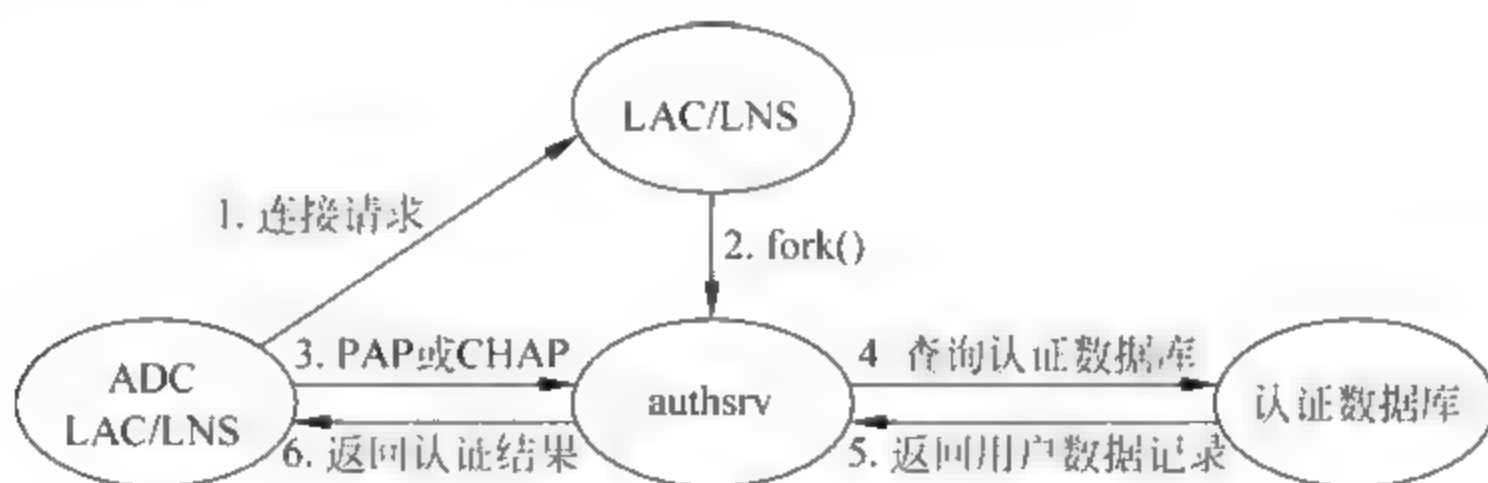 LAC/LNS
1. 连接请求
2. fork()
3. PAP或CHAP
4 查询认证数据库
ADC
LAC/LNS
authsrv
认证数据库
6. 返回认证结果
5. 返回用户数据记录